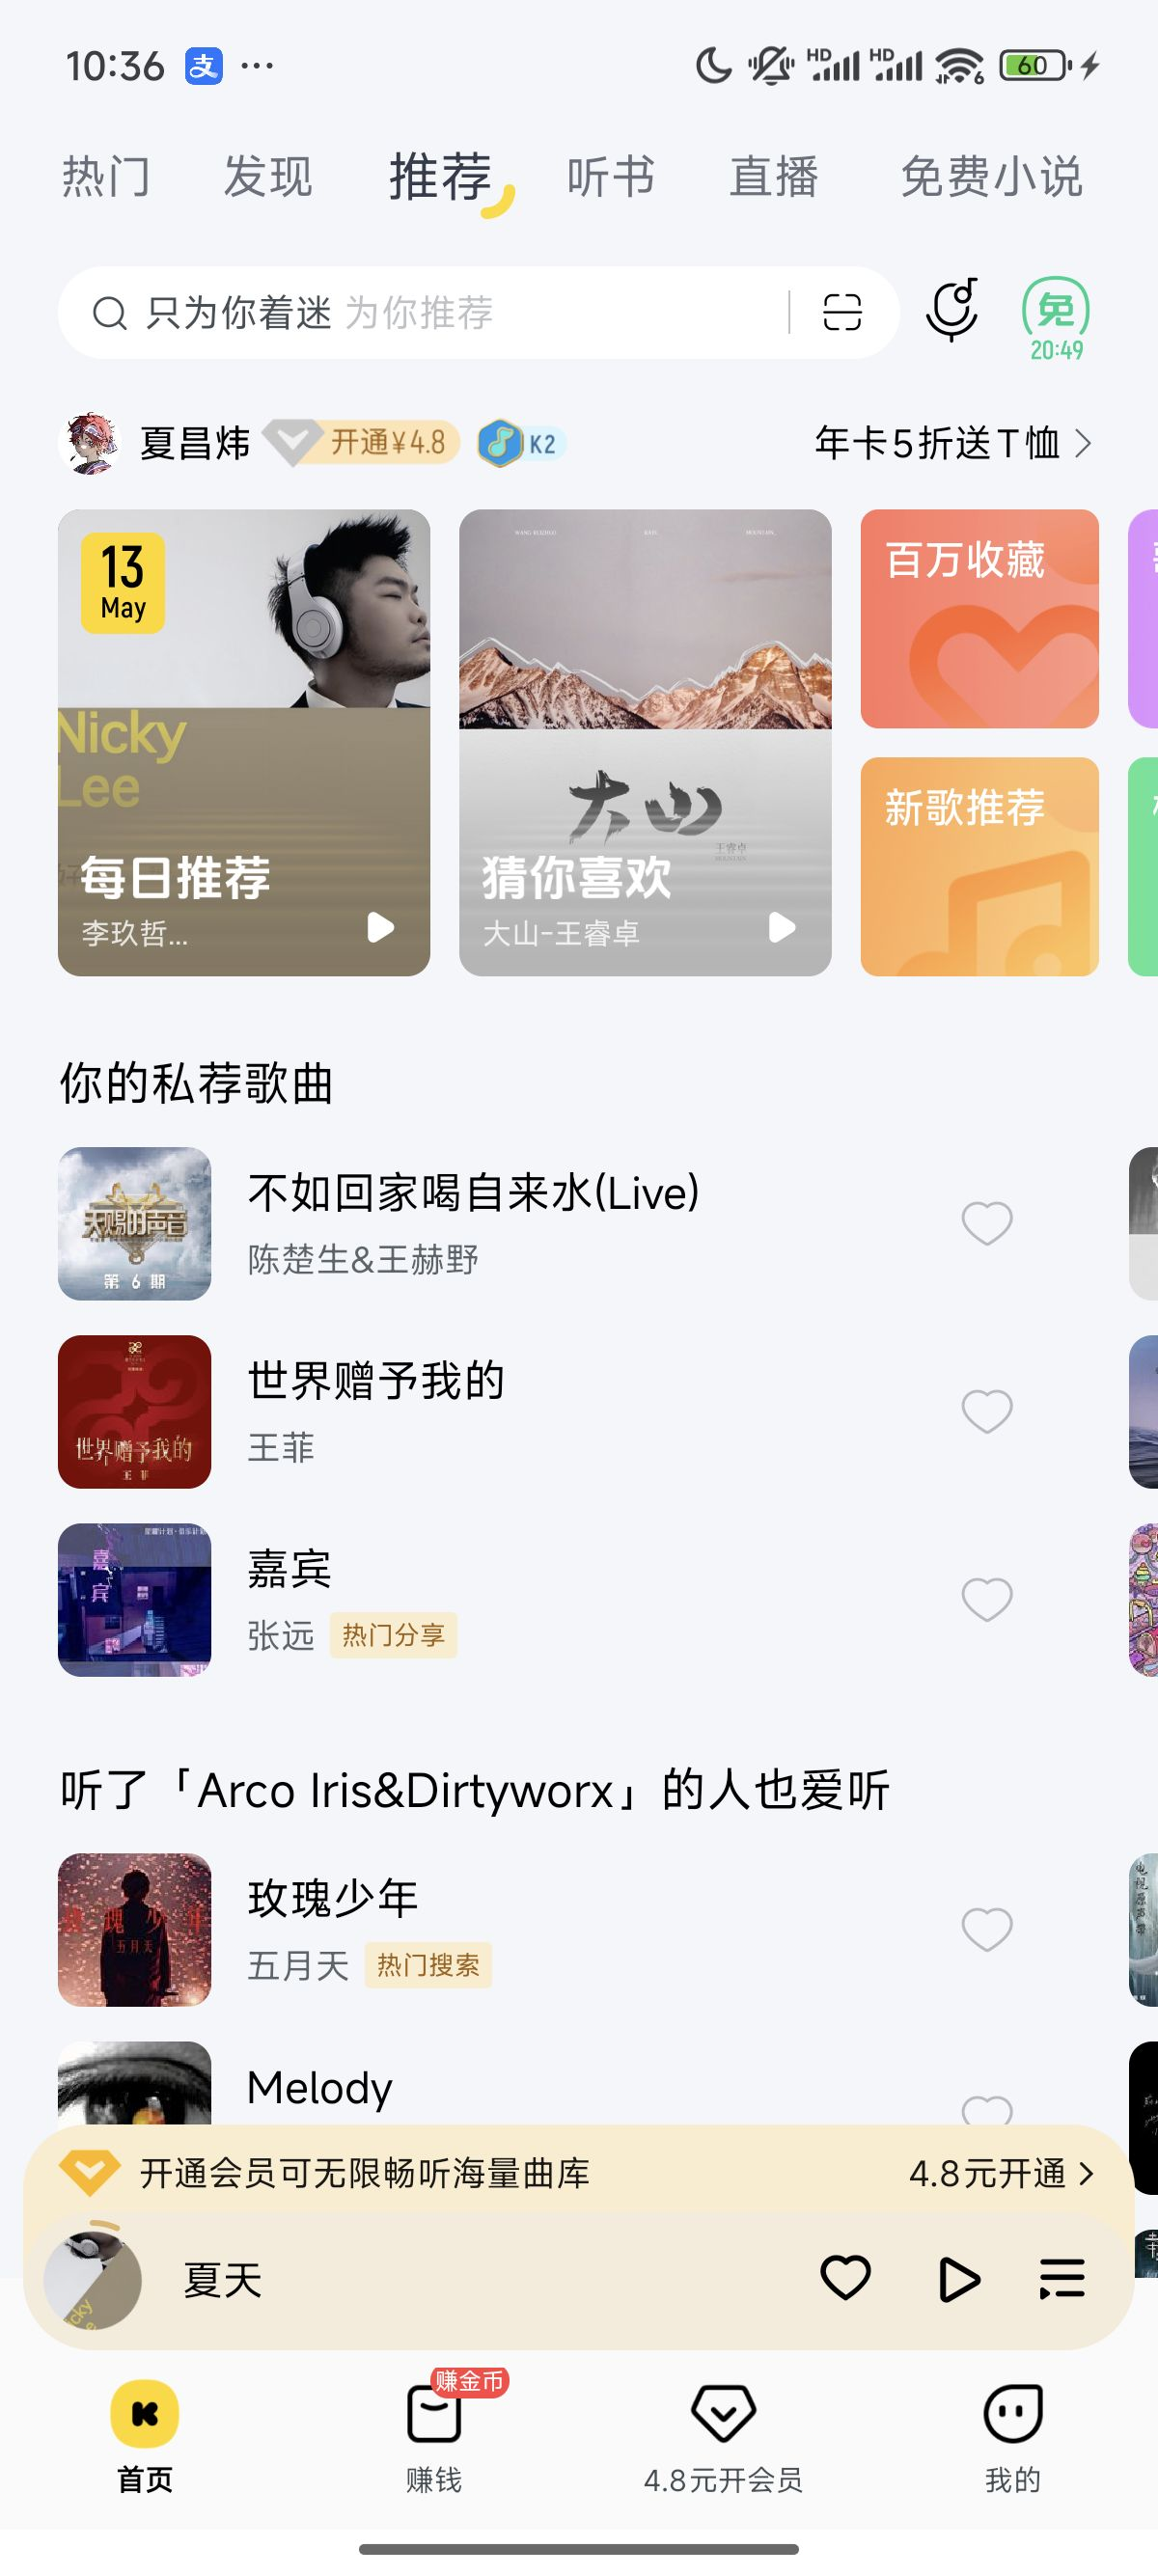 10:36 支 ··· HD HD 6 60
热门 发现 推荐 听书 直播 免费小说
只为你着迷 为你推荐
免
20:49
夏昌炜 开通¥4.8 K2 年卡5折送T恤
13
May
Nicky
Lee
每日推荐
李玖哲...
大山
王睿卓
猜你喜欢
大山-王睿卓
百万收藏
新歌推荐
你的私荐歌曲
天赐的声音
第 6 期
不如回家喝自来水(Live)
陈楚生&王赫野
世界赠予我的
王菲
世界赠予我的
王菲
嘉宾
嘉宾
张远 热门分享
听了「Arco Iris&Dirtyworx」的人也爱听
玫瑰少年
五月天
玫瑰少年
五月天 热门搜索
电视原声带
Melody
开通会员可无限畅听海量曲库 4.8元开通
夏天
赚金币
首页 赚钱 4.8元开会员 我的